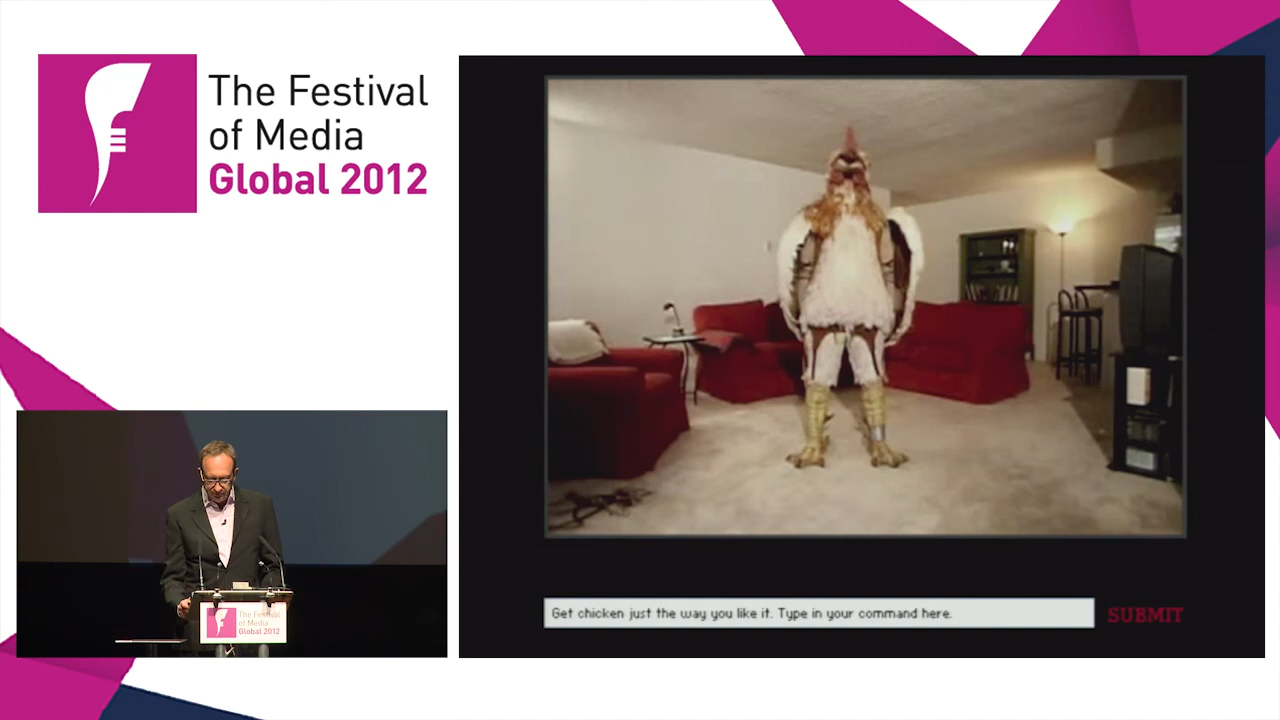 The Festival
of Media
Global 2012
Get chicken just the way you like it. Type in your command here.
SUBMIT
The Festival
of Media
Global 2012